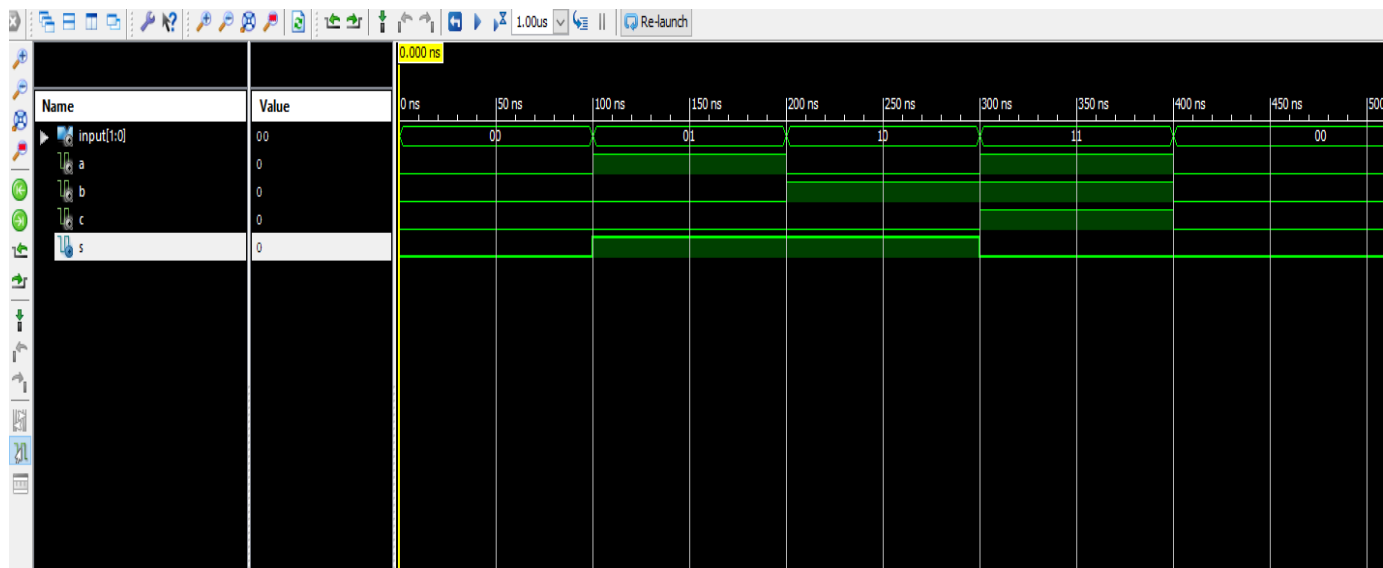 1.00us Re-launch
0.000 ns
Name Value 0 ns 50 ns 100 ns 150 ns 200 ns 250 ns 300 ns 350 ns 400 ns 450 ns 500
input[1:0] 00 00 01 10 11 00
a 0
b 0
c 0
s 0